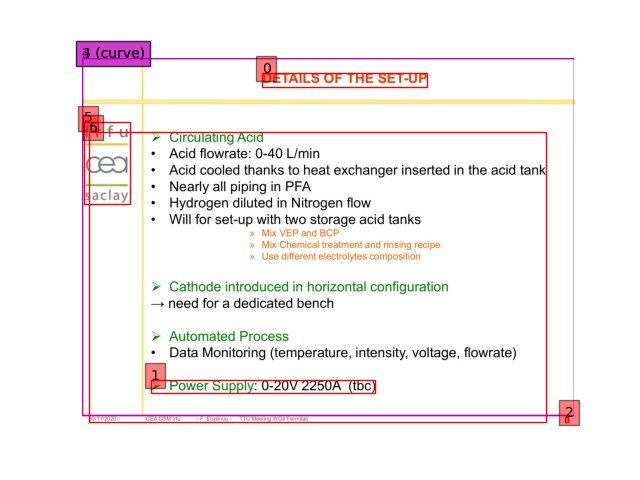 4 (curve)
0
DETAILS OF THE SET-UP
5
6
irfu
cea
saclay
➢ Circulating Acid
• Acid flowrate: 0-40 L/min
• Acid cooled thanks to heat exchanger inserted in the acid tank
• Nearly all piping in PFA
• Hydrogen diluted in Nitrogen flow
• Will for set-up with two storage acid tanks
» Mix VEP and BCP
» Mix Chemical treatment and rinsing recipe
» Use different electrolytes composition
➢ Cathode introduced in horizontal configuration
→ need for a dedicated bench
➢ Automated Process
• Data Monitoring (temperature, intensity, voltage, flowrate)
1
➢ Power Supply: 0-20V 2250A (tbc)
2
30/11/2020 CEA DSM Irfu - F. Eozénou - TTC Meeting WG4 Fermilab